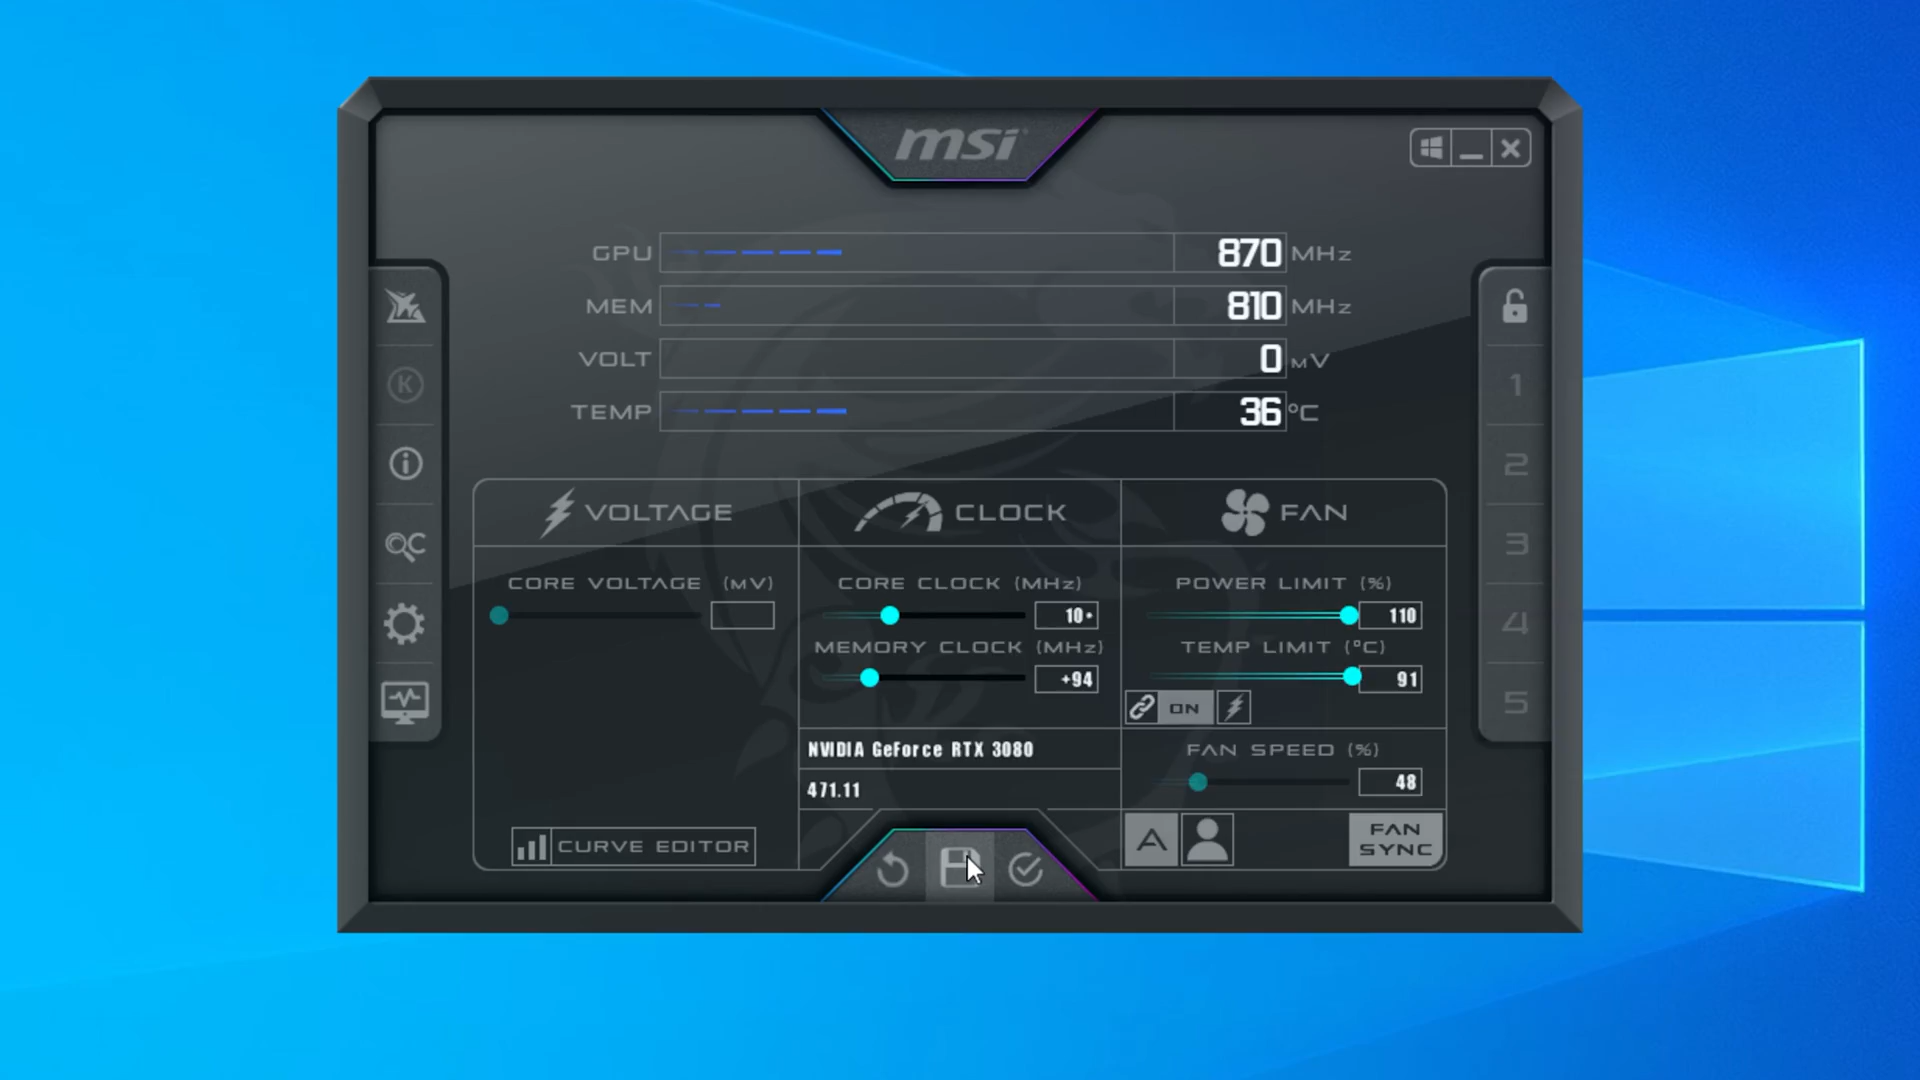 msi
GPU 870 MHz
MEM 810 MHz
VOLT 0 MV
TEMP 36 °C
K
i
C
1
2
3
4
5
VOLTAGE
CORE VOLTAGE (MV)
CURVE EDITOR
CLOCK
CORE CLOCK (MHz)
10•
MEMORY CLOCK (MHz)
+94
NVIDIA GeForce RTX 3080
471.11
FAN
POWER LIMIT (%)
110
TEMP LIMIT (°C)
91
ON
FAN SPEED (%)
48
A
FAN
SYNC